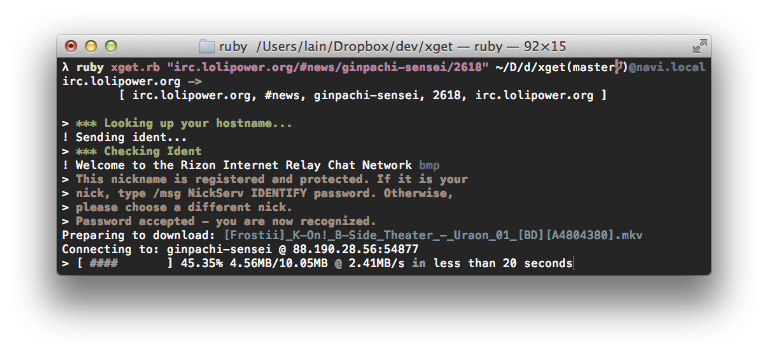 ruby /Users/lain/Dropbox/dev/xget — ruby — 92×15
λ ruby xget.rb "irc.lolipower.org/#news/ginpachi-sensei/2618" ~/D/d/xget(master⚡)@navi.local
irc.lolipower.org ->
[ irc.lolipower.org, #news, ginpachi-sensei, 2618, irc.lolipower.org ]
> *** Looking up your hostname...
! Sending ident...
> *** Checking Ident
! Welcome to the Rizon Internet Relay Chat Network bmp
> This nickname is registered and protected. If it is your
> nick, type /msg NickServ IDENTIFY password. Otherwise,
> please choose a different nick.
> Password accepted - you are now recognized.
Preparing to download: [Frostii]_K-On!_B-Side_Theater_-_Uraon_01_[BD][A4804380].mkv
Connecting to: ginpachi-sensei @ 88.190.28.56:54877
> [ ####       ] 45.35% 4.56MB/10.05MB @ 2.41MB/s in less than 20 seconds